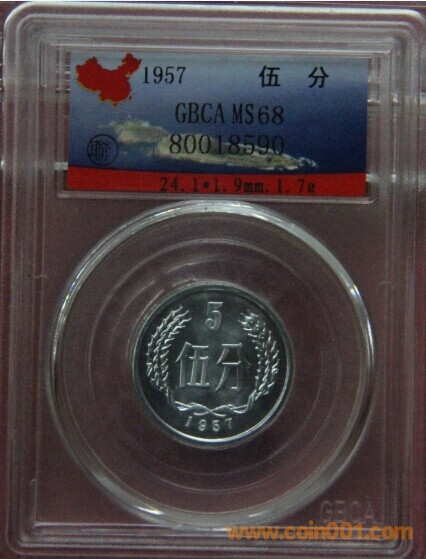 1957 伍分
GBCA MS68
80018590
24.1*1.9mm.1.7g
5
伍分
1957
GBCA
www.coin001.com